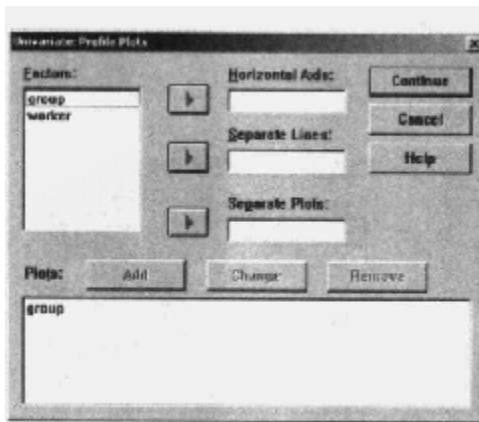 Univariate: Profile Plots
Factors:
group
worker
Horizontal Axis:
Separate Lines:
Separate Plots:
Continue
Cancel
Help
Plots:
Add
Change
Remove
group